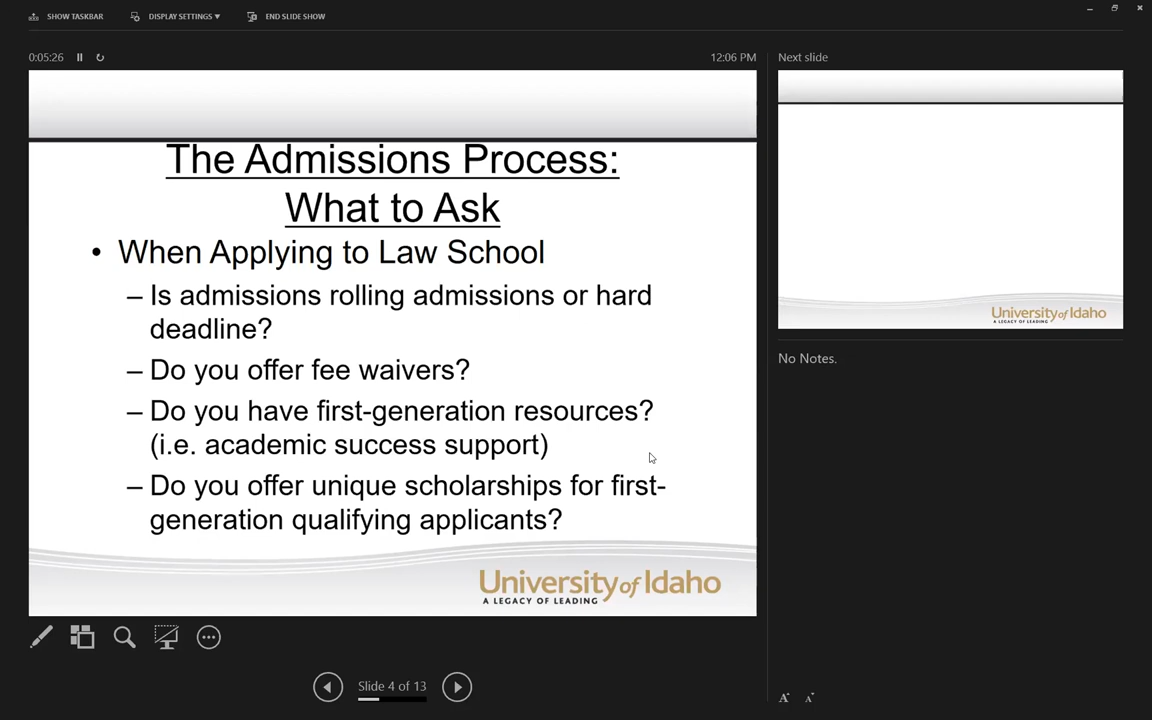 SHOW TASKBAR DISPLAY SETTINGS ▼ END SLIDE SHOW
0:05:26 12:06 PM
The Admissions Process:
What to Ask
• When Applying to Law School
– Is admissions rolling admissions or hard
deadline?
– Do you offer fee waivers?
– Do you have first-generation resources?
(i.e. academic success support)
– Do you offer unique scholarships for first-
generation qualifying applicants?
University of Idaho
A LEGACY OF LEADING
Slide 4 of 13
Next slide
University of Idaho
A LEGACY OF LEADING
No Notes.
A A